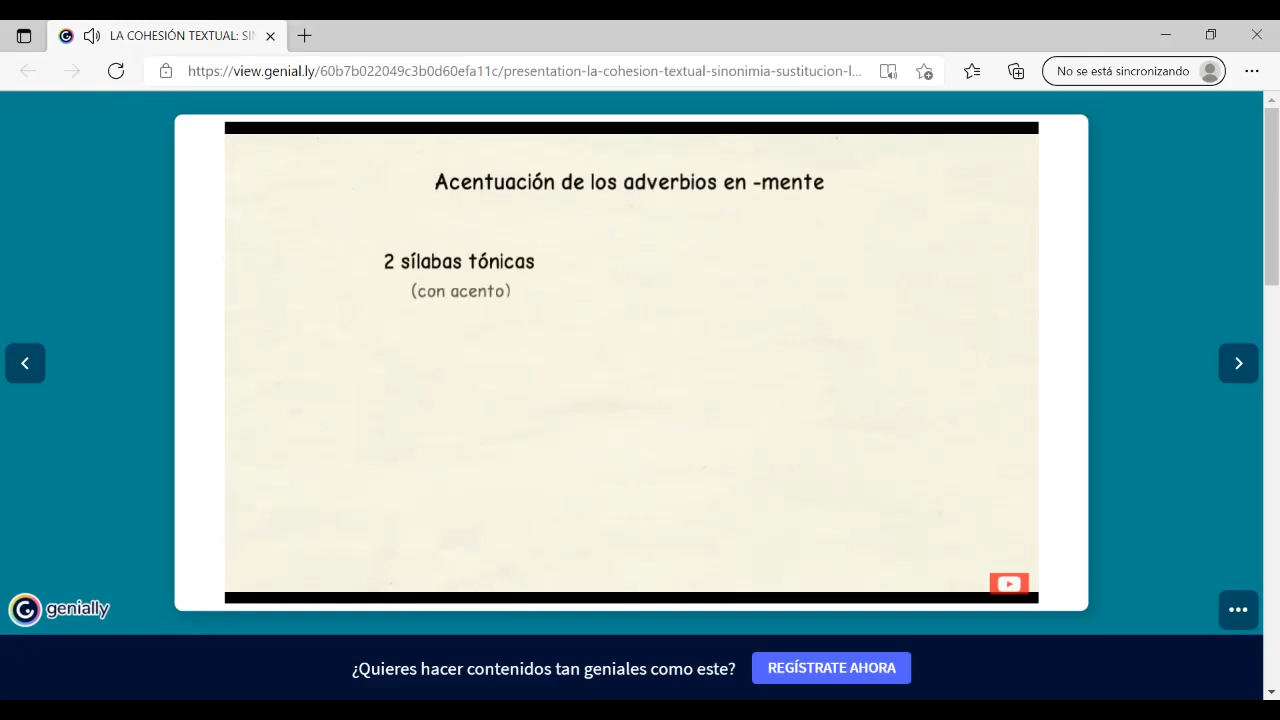 LA COHESIÓN TEXTUAL: SIN
https://view.genial.ly/60b7b022049c3b0d60efa11c/presentation-la-cohesion-textual-sinonimia-sustitucion-l...
No se está sincronizando
Acentuación de los adverbios en -mente
2 sílabas tónicas
(con acento)
genially
¿Quieres hacer contenidos tan geniales como este?
REGÍSTRATE AHORA